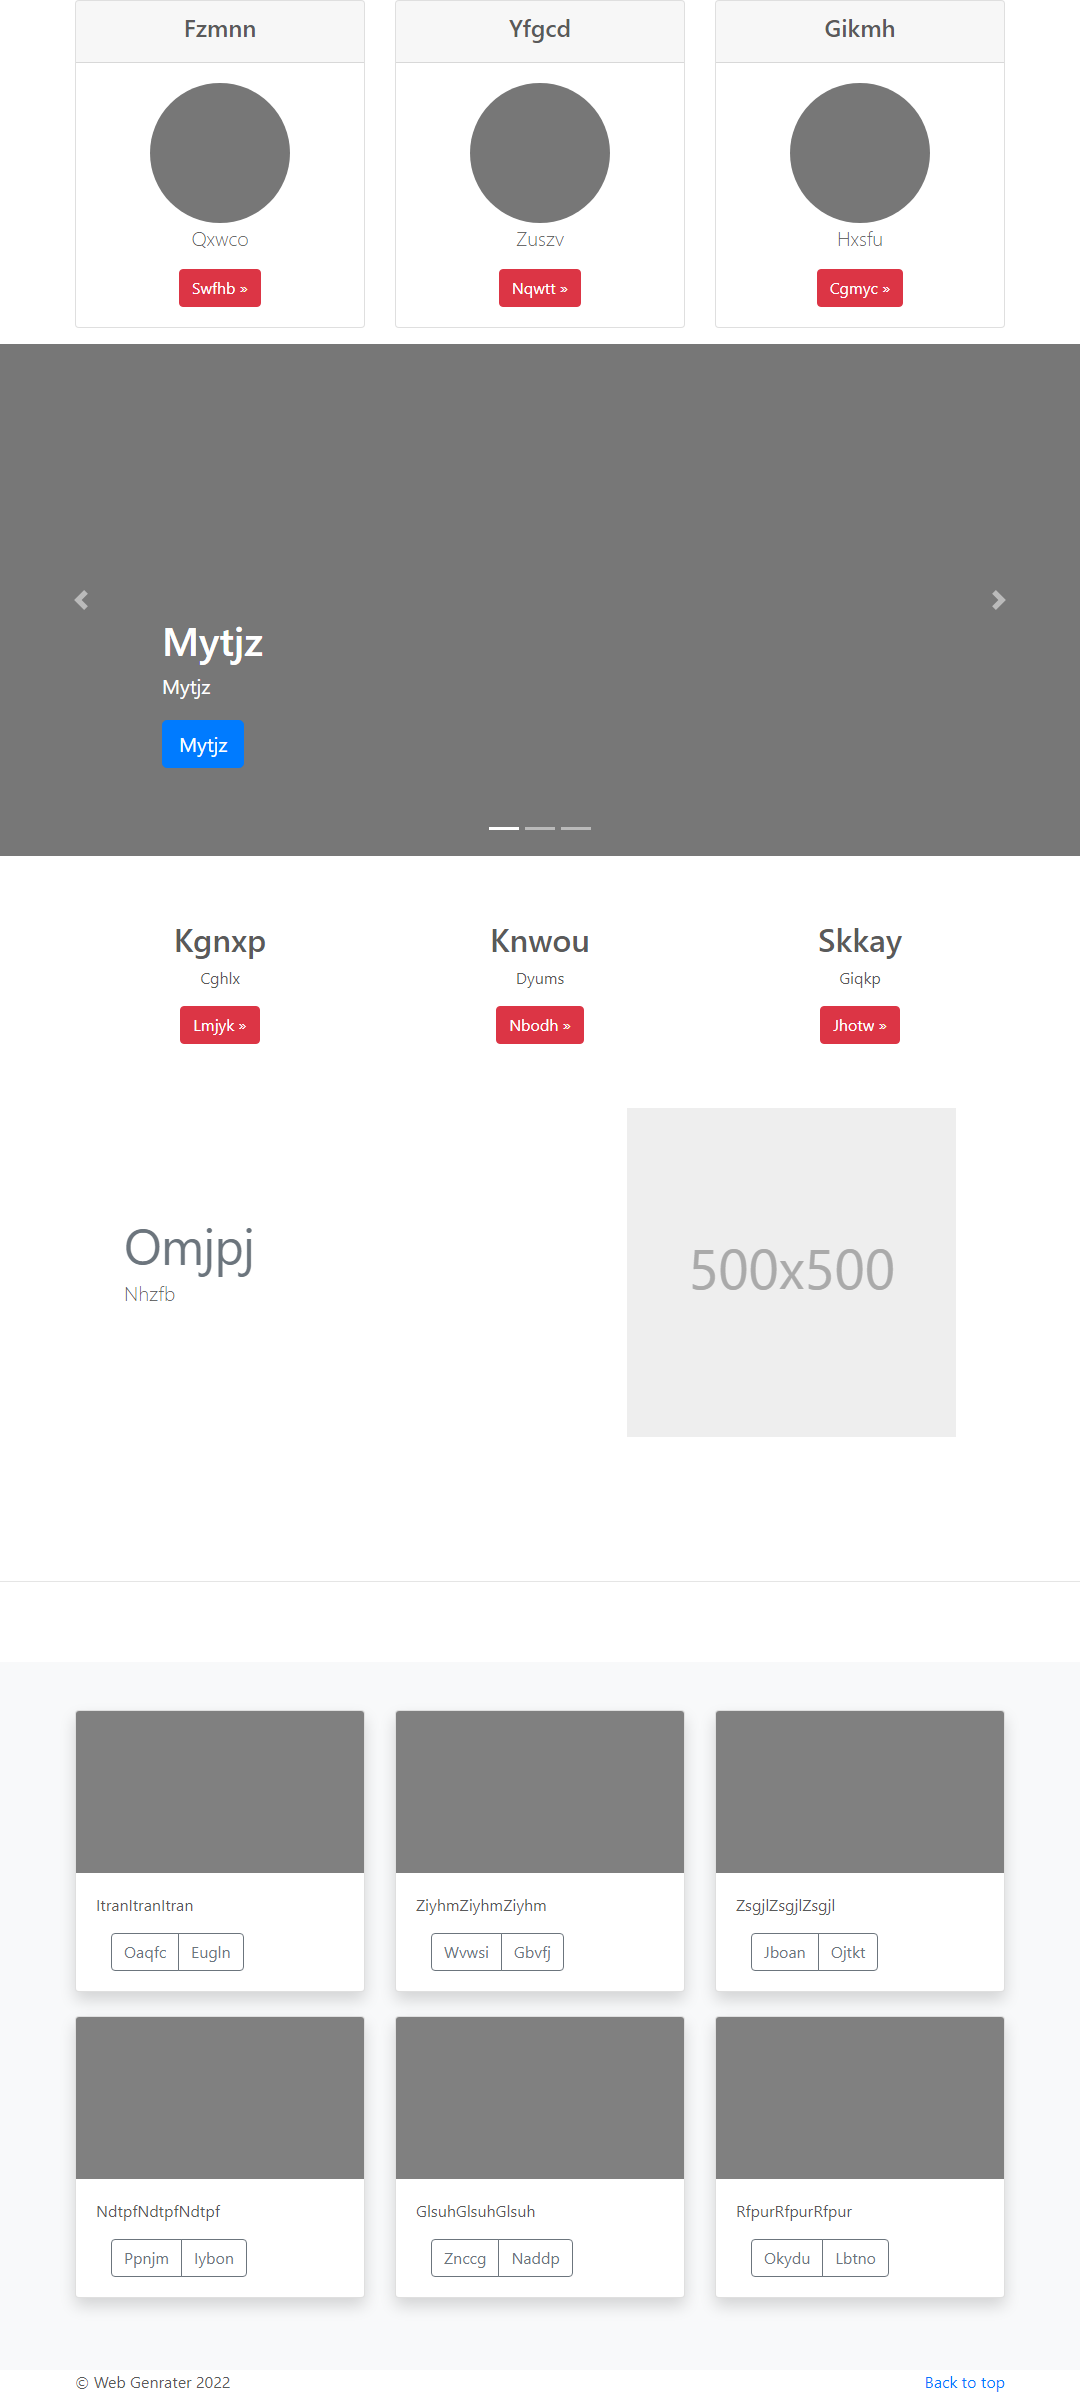 Fzmnn
Yfgcd
Gikmh
Qxwco
Zuszv
Hxsfu
Swfhb »
Nqwtt »
Cgmyc »
Mytjz
Mytjz
Mytjz
Kgnxp
Knwou
Skkay
Cghlx
Dyums
Giqkp
Lmjyk »
Nbodh »
Jhotw »
Omjpj
Nhzfb
500x500
ItranItranItran
ZiyhmZiyhmZiyhm
ZsgjlZsgjlZsgjl
Oaqfc Eugln
Wvwsi Gbvfj
Jboan Ojtkt
NdtpfNdtpfNdtpf
GlsuhGlsuhGlsuh
RfpurRfpurRfpur
Ppnjm Iybon
Znccg Naddp
Okydu Lbtno
© Web Genrater 2022
Back to top